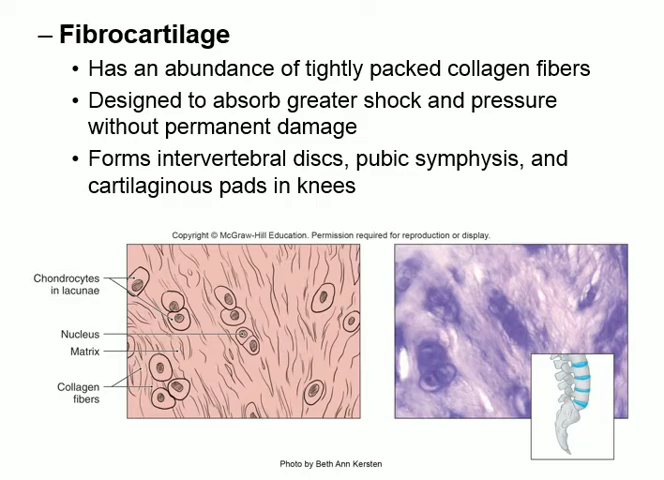 – Fibrocartilage
• Has an abundance of tightly packed collagen fibers
• Designed to absorb greater shock and pressure
without permanent damage
• Forms intervertebral discs, pubic symphysis, and
cartilaginous pads in knees
Copyright © McGraw-Hill Education. Permission required for reproduction or display.
Chondrocytes
in lacunae
Nucleus
Matrix
Collagen
fibers
Photo by Beth Ann Kersten